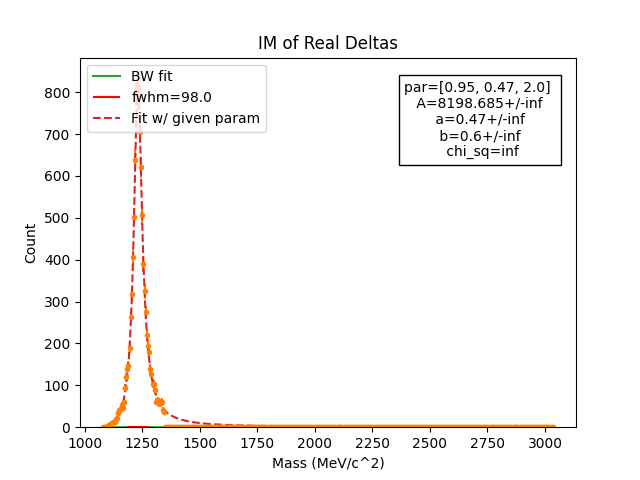 IM of Real Deltas
BW fit
fwhm=98.0
Fit w/ given param
par=[0.95, 0.47, 2.0]
A=8198.685+/-inf
a=0.47+/-inf
b=0.6+/-inf
chi_sq=inf
Count
800
700
600
500
400
300
200
100
0
1000 1250 1500 1750 2000 2250 2500 2750 3000
Mass (MeV/c^2)